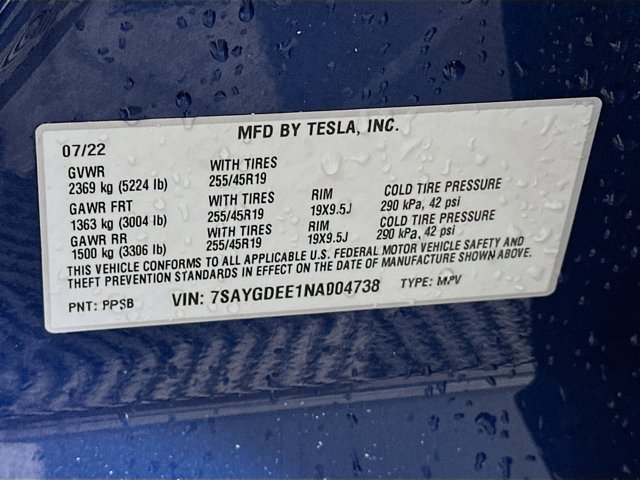 MFD BY TESLA, INC.
07/22
GVWR WITH TIRES
2369 kg (5224 lb) 255/45R19
GAWR FRT WITH TIRES RIM COLD TIRE PRESSURE
1363 kg (3004 lb) 255/45R19 19X9.5J 290 kPa, 42 psi
GAWR RR WITH TIRES RIM COLD TIRE PRESSURE
1500 kg (3306 lb) 255/45R19 19X9.5J 290 kPa, 42 psi
THIS VEHICLE CONFORMS TO ALL APPLICABLE U.S. FEDERAL MOTOR VEHICLE SAFETY AND
THEFT PREVENTION STANDARDS IN EFFECT ON THE DATE OF MANUFACTURE SHOWN ABOVE.
PNT: PPSB VIN: 7SAYGDEE1NA004738 TYPE: MPV